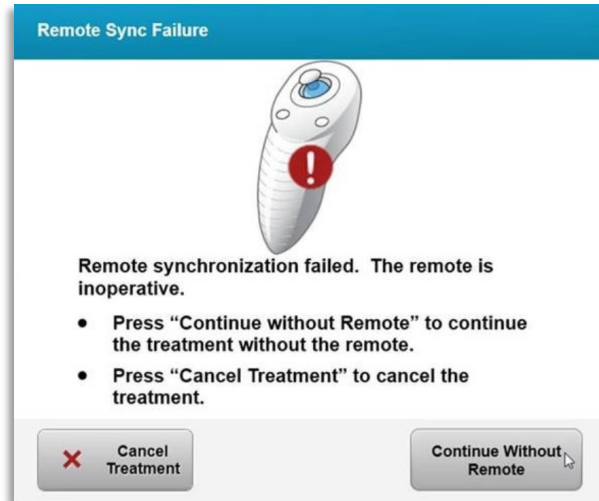 Remote Sync Failure
Remote synchronization failed.  The remote is
inoperative.
• Press “Continue without Remote” to continue
the treatment without the remote.
• Press “Cancel Treatment” to cancel the
treatment.
Cancel
Treatment
Continue Without
Remote